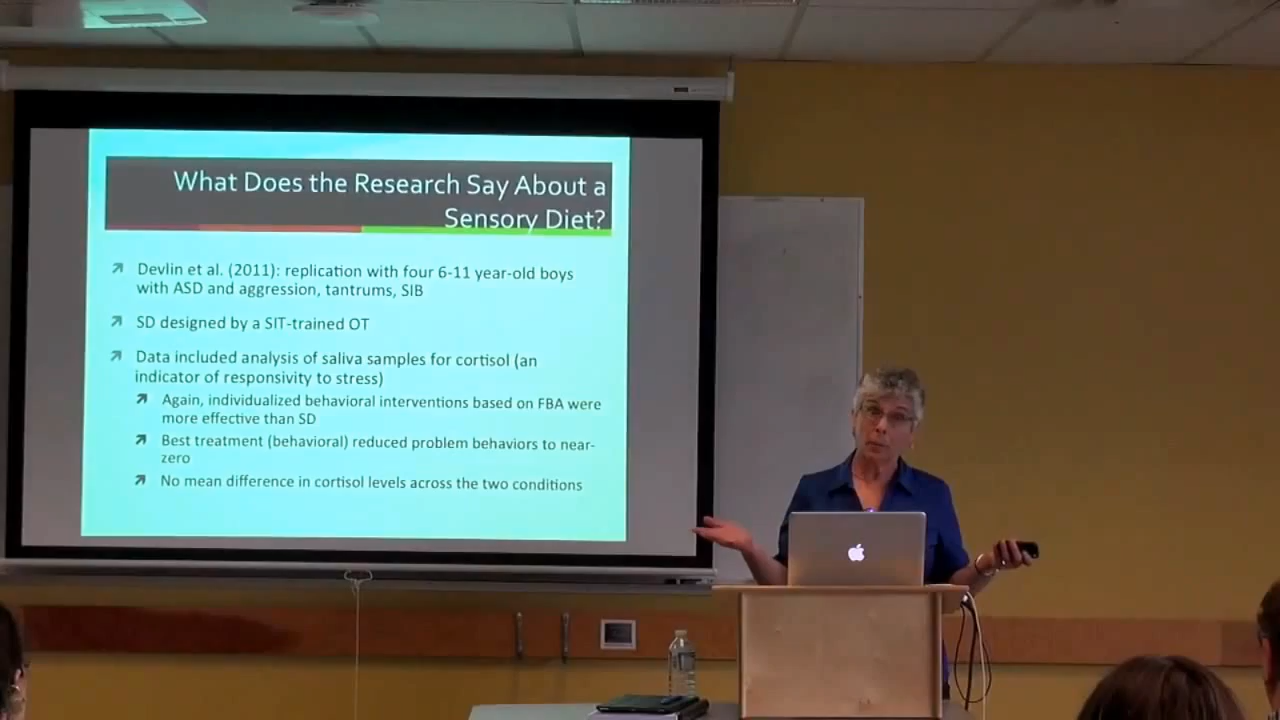 What Does the Research Say About a
Sensory Diet?
Devlin et al. (2011): replication with four 6-11 year-old boys
with ASD and aggression, tantrums, SIB
SD designed by a SIT-trained OT
Data included analysis of saliva samples for cortisol (an
indicator of responsivity to stress)
Again, individualized behavioral interventions based on FBA were
more effective than SD
Best treatment (behavioral) reduced problem behaviors to near-
zero
No mean difference in cortisol levels across the two conditions